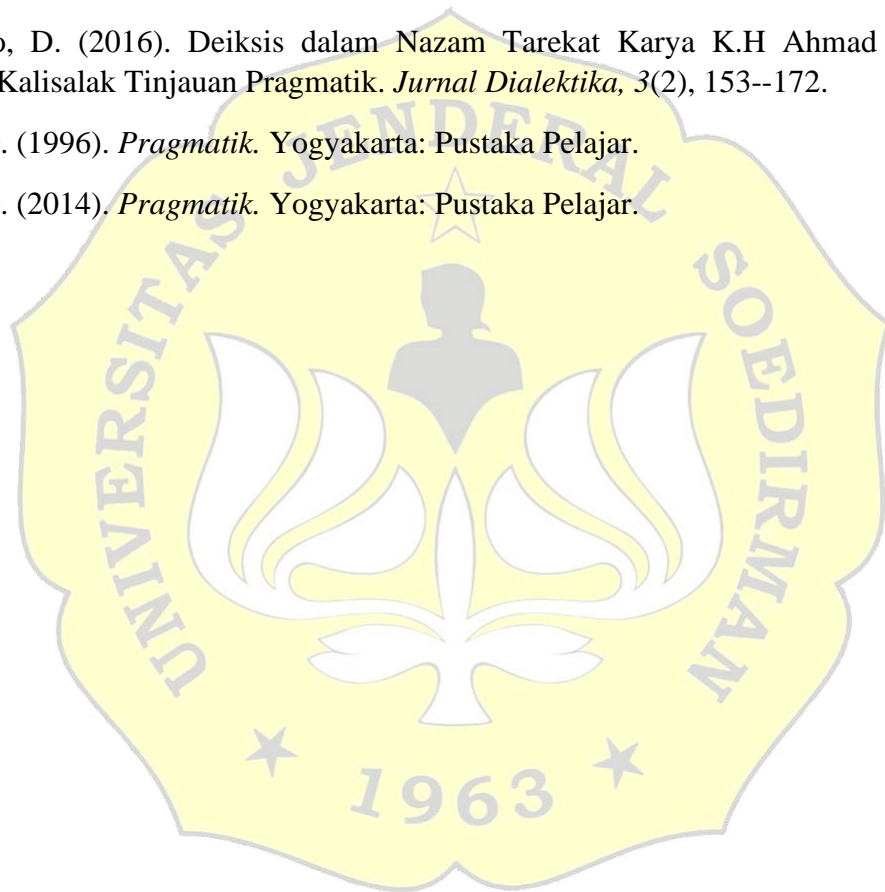 o, D. (2016). Deiksis dalam Nazam Tarekat Karya K.H Ahmad
Kalisalak Tinjauan Pragmatik. Jurnal Dialektika, 3(2), 153--172.
. (1996). Pragmatik. Yogyakarta: Pustaka Pelajar.
. (2014). Pragmatik. Yogyakarta: Pustaka Pelajar.
UNIVERSITAS JENDERAL SOEDIRMAN
1963